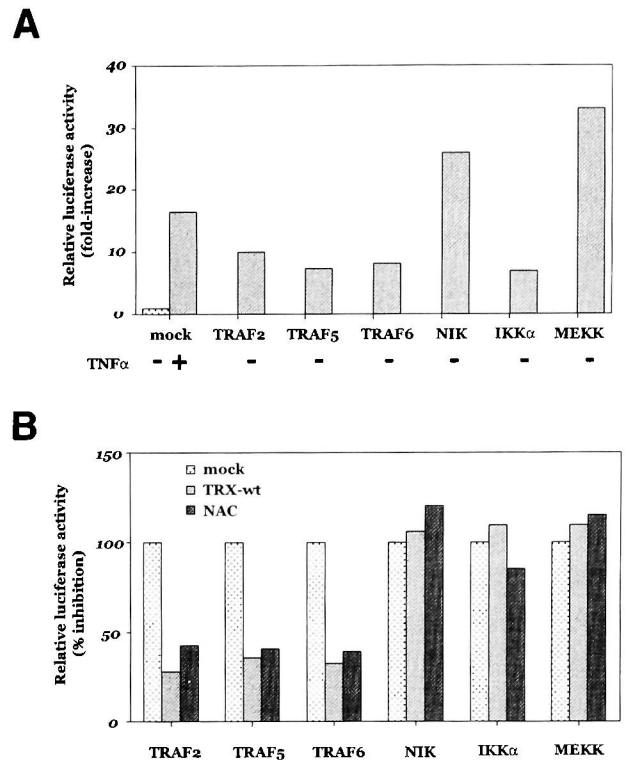 A
Relative luciferase activity
(fold-increase)
40
30
20
10
0
mock TRAF2 TRAF5 TRAF6 NIK IKKα MEKK
TNFα - + - - - - - -
B
Relative luciferase activity
(% inhibition)
150
100
50
0
mock
TRX-wt
NAC
TRAF2 TRAF5 TRAF6 NIK IKKα MEKK